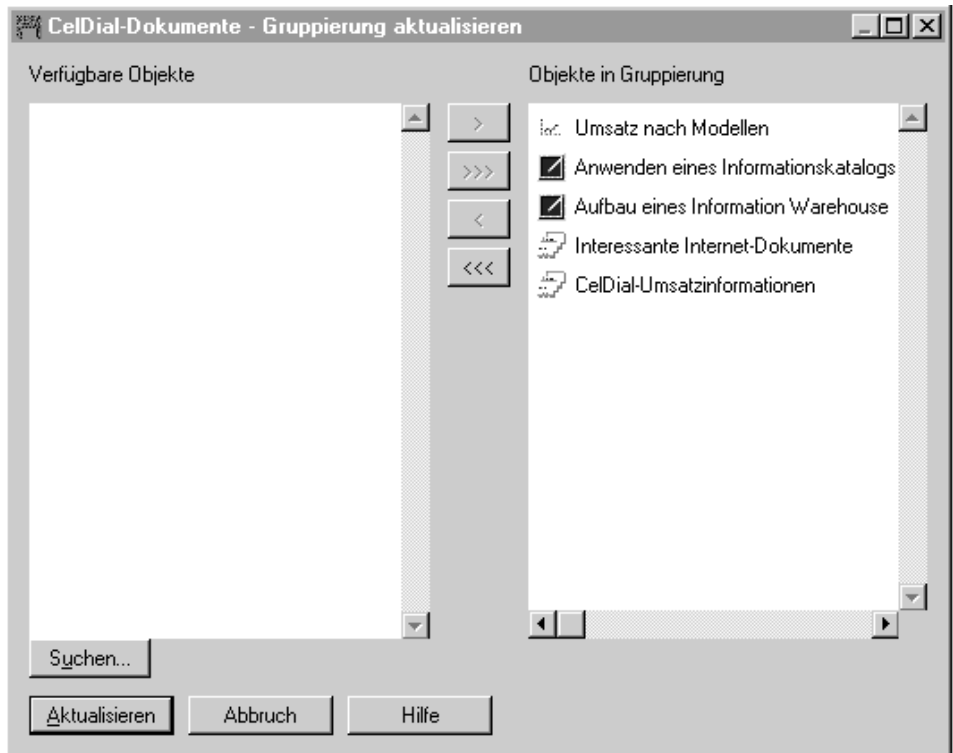 CelDial-Dokumente - Gruppierung aktualisieren
Verfügbare Objekte
Objekte in Gruppierung
>
>>>
<
<<<
Umsatz nach Modellen
Anwenden eines Informationskatalogs
Aufbau eines Information Warehouse
Interessante Internet-Dokumente
CelDial-Umsatzinformationen
Suchen...
Aktualisieren
Abbruch
Hilfe